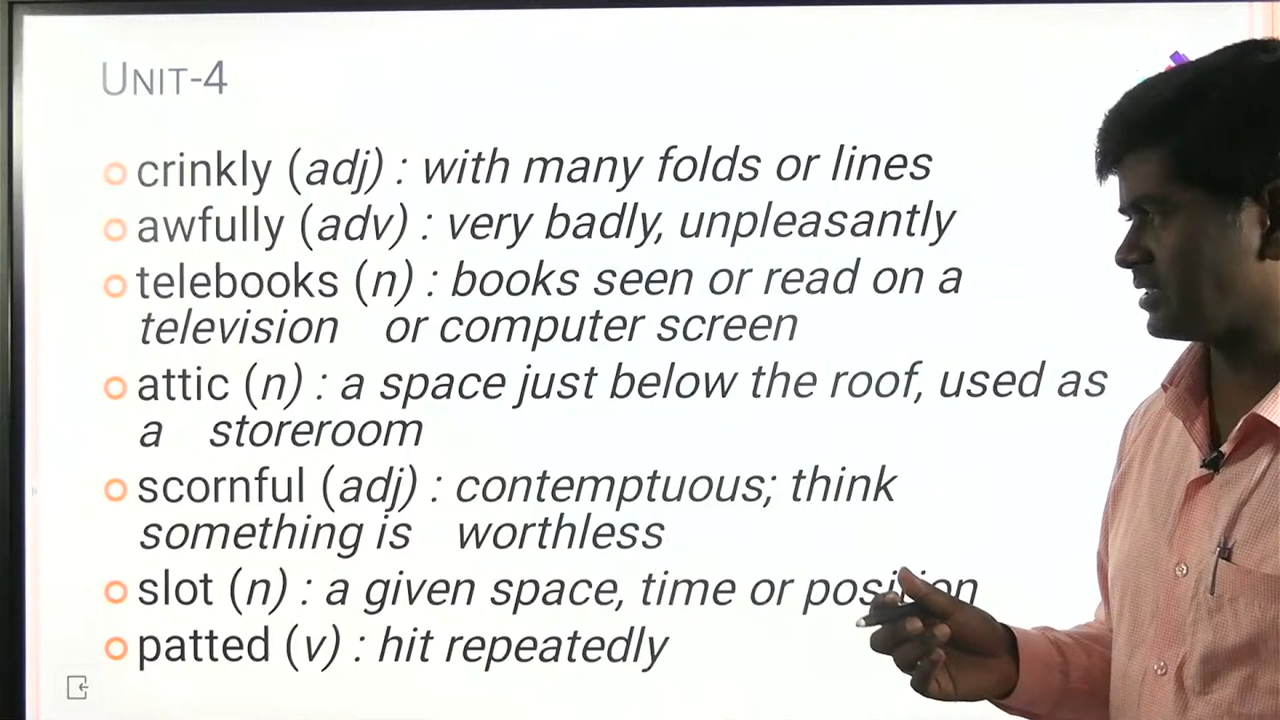 UNIT-4
crinkly (adj) : with many folds or lines
awfully (adv) : very badly, unpleasantly
telebooks (n) : books seen or read on a
television or computer screen
attic (n) : a space just below the roof, used as
a storeroom
scornful (adj) : contemptuous; think
something is worthless
slot (n) : a given space, time or position
patted (v) : hit repeatedly